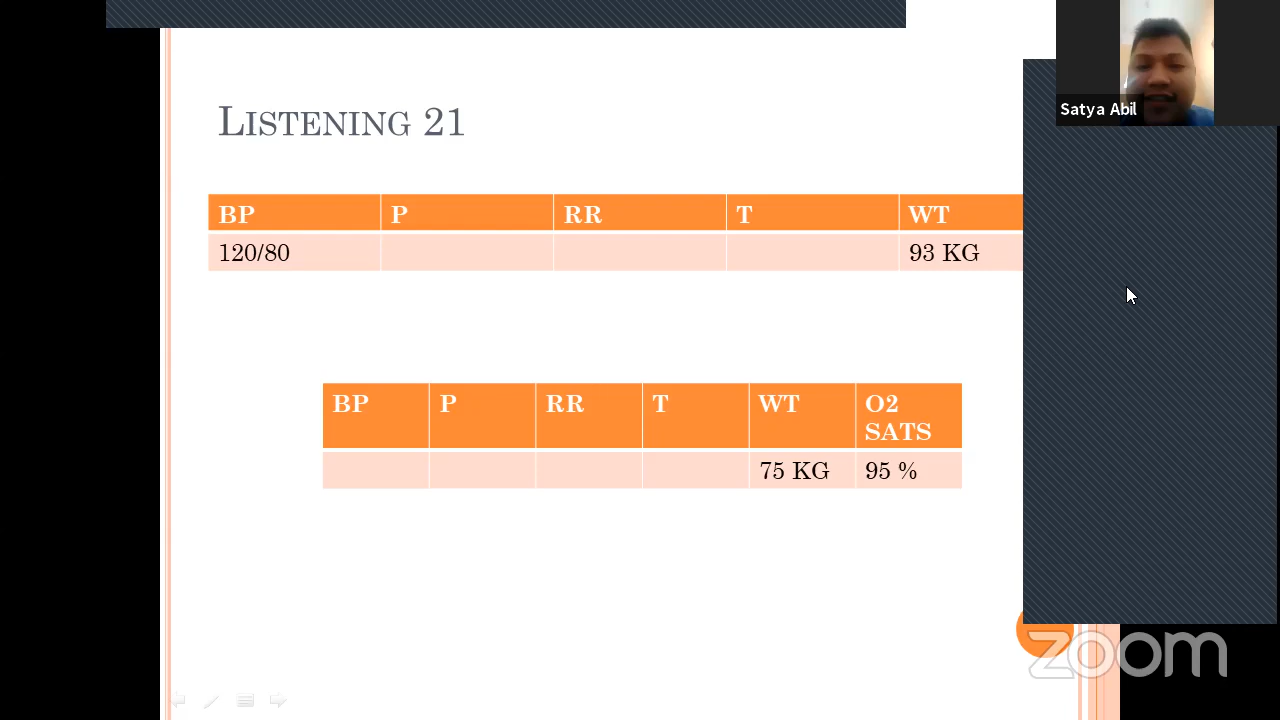 Satya Abil
LISTENING 21
BP P RR T WT
120/80 93 KG
BP P RR T WT O2
SATS
75 KG 95 %
zoom